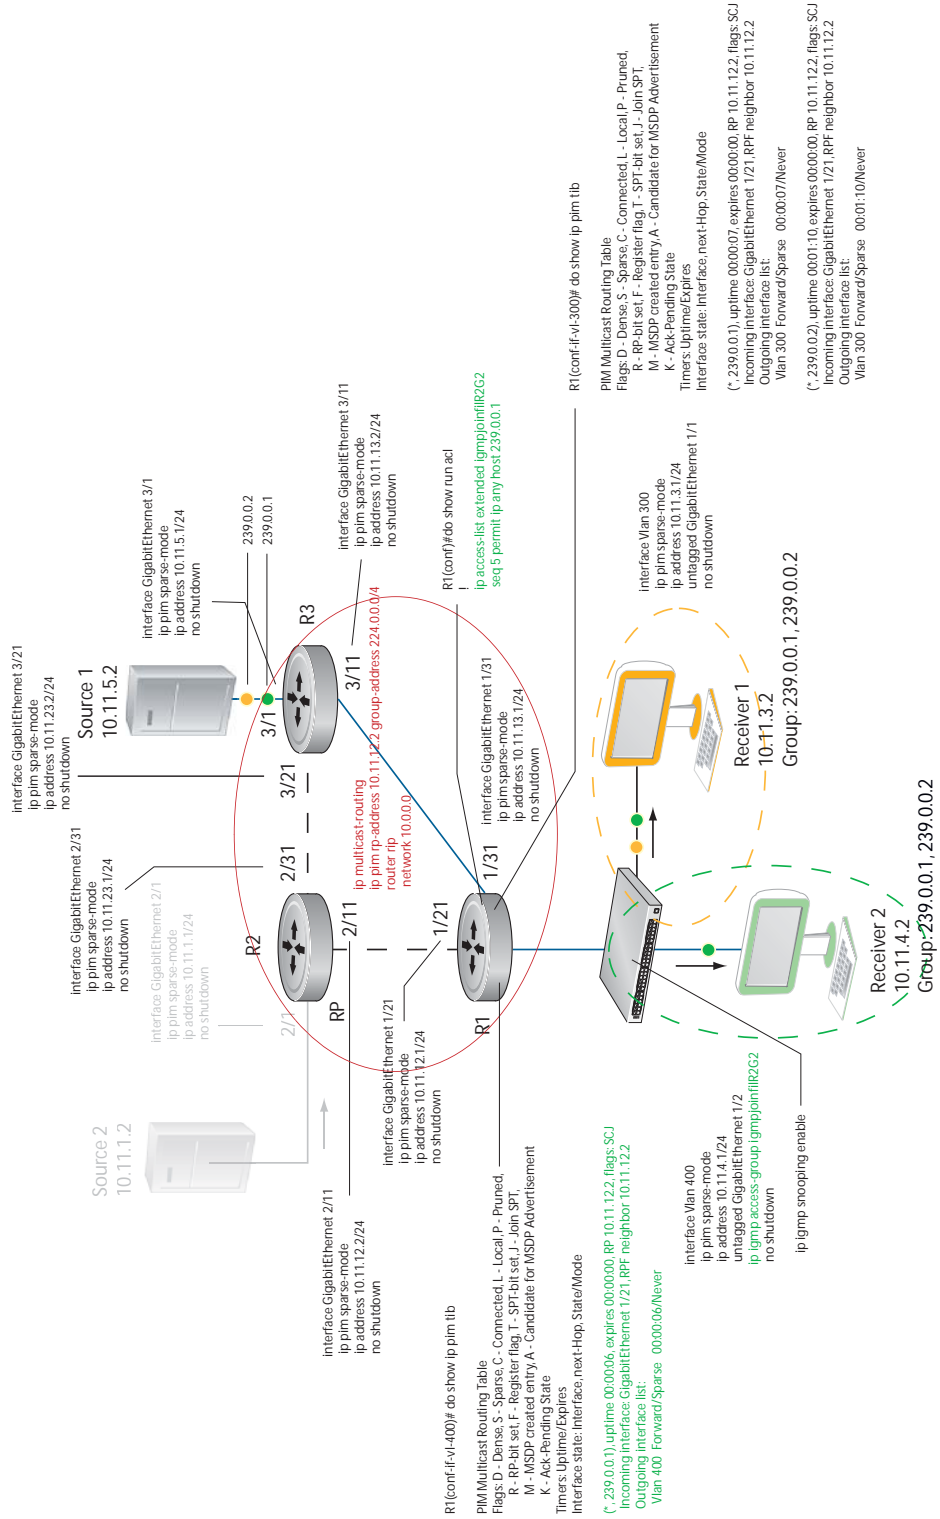 R1(conf-if-vl-400)# do show ip pim tib
PIM Multicast Routing Table
Flags: D - Dense, S - Sparse, C - Connected, L - Local, P - Pruned,
R - RP-bit set, F - Register flag, T - SPT-bit set, J - Join SPT,
M - MSDP created entry, A - Candidate for MSDP Advertisement
K - Ack-Pending State
Timers: Uptime/Expires
Interface state: Interface, next-Hop, State/Mode
(*, 239.0.0.1), uptime 00:00:06, expires 00:00:00, RP 10.11.12.2, flags: SCJ
Incoming interface: GigabitEthernet 1/21, RPF neighbor 10.11.12.2
Outgoing interface list:
Vlan 400 Forward/Sparse 00:00:06/Never
interface GigabitEthernet 2/11
ip pim sparse-mode
ip address 10.11.12.2/24
no shutdown
Source 2
10.11.1.2
interface GigabitEthernet 2/1
ip pim sparse-mode
ip address 10.11.1.1/24
no shutdown
2/1
interface GigabitEthernet 2/31
ip pim sparse-mode
ip address 10.11.23.1/24
no shutdown
interface GigabitEthernet 3/21
ip pim sparse-mode
ip address 10.11.23.2/24
no shutdown
R2
RP
2/11
2/31
3/21
Source 1
10.11.5.2
3/1
interface GigabitEthernet 3/1
ip pim sparse-mode
ip address 10.11.5.1/24
no shutdown
239.0.0.2
239.0.0.1
R3
3/11
interface GigabitEthernet 3/11
ip pim sparse-mode
ip address 10.11.13.2/24
no shutdown
ip multicast-routing
ip pim rp-address 10.11.12.2 group-address 224.0.0.0/4
router rip
network 10.0.0.0
interface GigabitEthernet 1/21
ip pim sparse-mode
ip address 10.11.12.1/24
no shutdown
1/21
R1
1/31
interface GigabitEthernet 1/31
ip pim sparse-mode
ip address 10.11.13.1/24
no shutdown
R1(conf)#do show run acl
!
ip access-list extended igmpjoinfilR2G2
seq 5 permit ip any host 239.0.0.1
R1(conf-if-vl-300)# do show ip pim tib
PIM Multicast Routing Table
Flags: D - Dense, S - Sparse, C - Connected, L - Local, P - Pruned,
R - RP-bit set, F - Register flag, T - SPT-bit set, J - Join SPT,
M - MSDP created entry, A - Candidate for MSDP Advertisement
K - Ack-Pending State
Timers: Uptime/Expires
Interface state: Interface, next-Hop, State/Mode
(*, 239.0.0.1), uptime 00:00:07, expires 00:00:00, RP 10.11.12.2, flags: SCJ
Incoming interface: GigabitEthernet 1/21, RPF neighbor 10.11.12.2
Outgoing interface list:
Vlan 300 Forward/Sparse 00:00:07/Never
(*, 239.0.0.2), uptime 00:01:10, expires 00:00:00, RP 10.11.12.2, flags: SCJ
Incoming interface: GigabitEthernet 1/21, RPF neighbor 10.11.12.2
Outgoing interface list:
Vlan 300 Forward/Sparse 00:01:10/Never
interface Vlan 300
ip pim sparse-mode
ip address 10.11.3.1/24
untagged GigabitEthernet 1/1
no shutdown
Receiver 1
10.11.3.2
Group: 239.0.0.1, 239.0.0.2
interface Vlan 400
ip pim sparse-mode
ip address 10.11.4.1/24
untagged GigabitEthernet 1/2
ip igmp access-group igmpjoinfilR2G2
no shutdown
ip igmp snooping enable
Receiver 2
10.11.4.2
Group: 239.0.0.1, 239.0.0.2